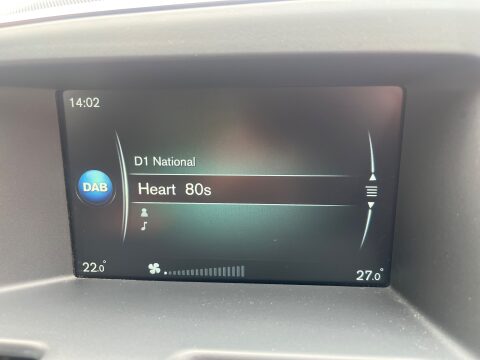 14:02
D1 National
DAB
Heart 80s
22.0°
27.0°